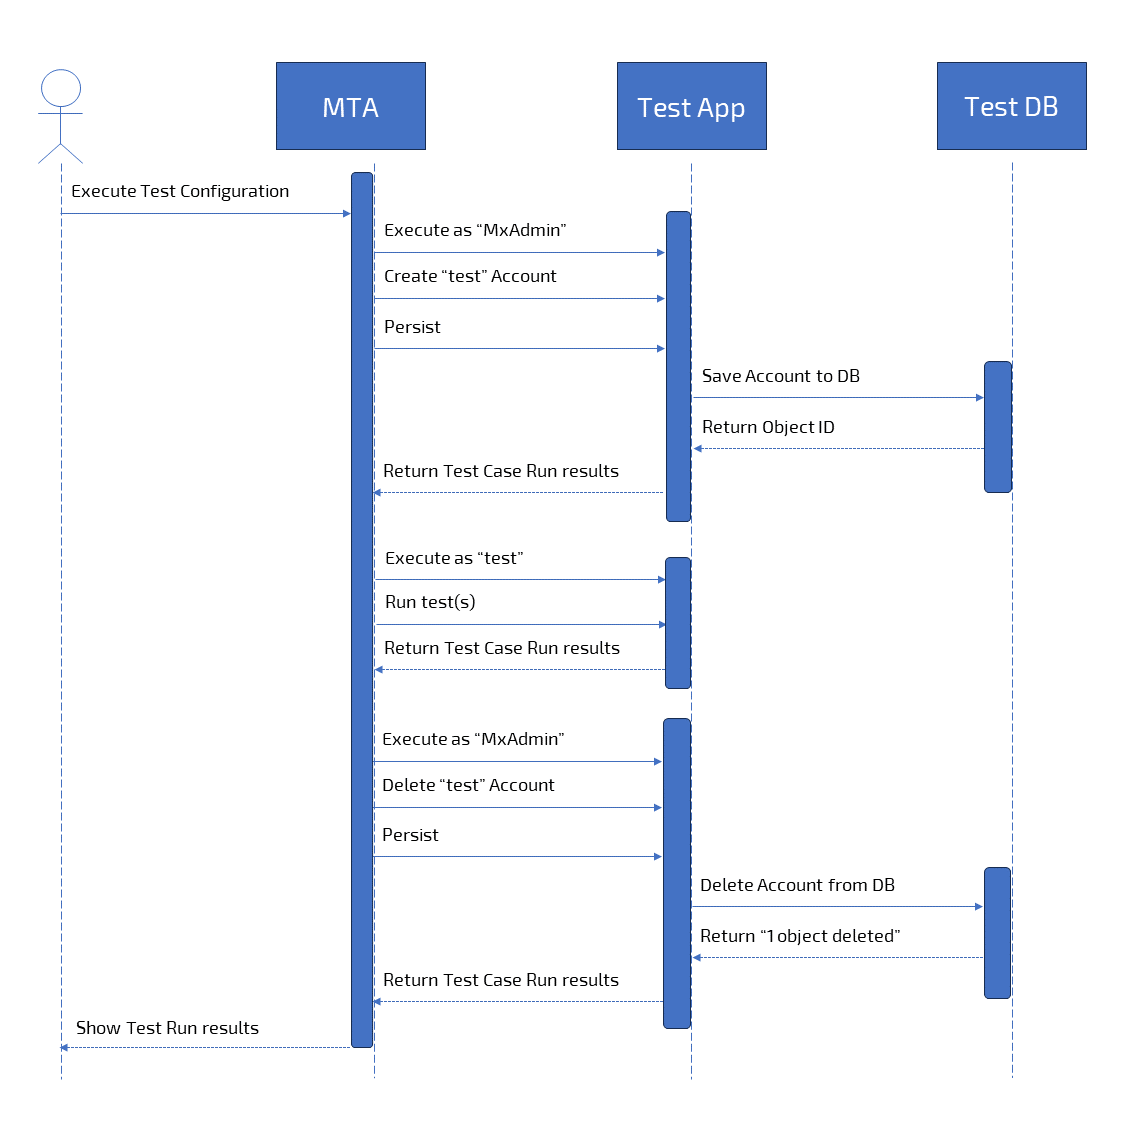 MTA
Test App
Test DB
Execute Test Configuration
Execute as “MxAdmin”
Create “test” Account
Persist
Save Account to DB
Return Object ID
Return Test Case Run results
Execute as “test”
Run test(s)
Return Test Case Run results
Execute as “MxAdmin”
Delete “test” Account
Persist
Delete Account from DB
Return “1 object deleted”
Return Test Case Run results
Show Test Run results